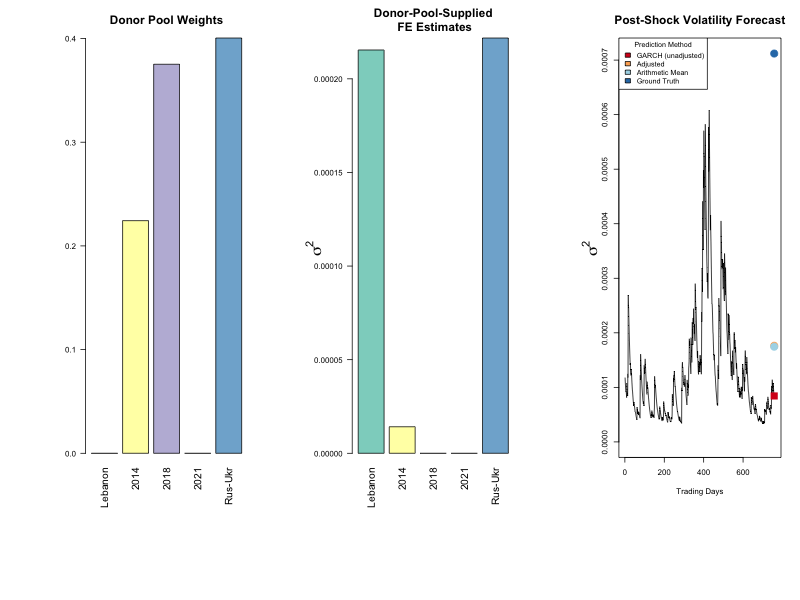 Donor Pool Weights
0.4
0.3
0.2
0.1
0.0
Lebanon
2014
2018
2021
Rus-Ukr
Donor-Pool-Supplied
FE Estimates
σ²
0.00020
0.00015
0.00010
0.00005
0.00000
Lebanon
2014
2018
2021
Rus-Ukr
Post-Shock Volatility Forecast
Prediction Method
GARCH (unadjusted)
Adjusted
Arithmetic Mean
Ground Truth
σ²
0.0007
0.0006
0.0005
0.0004
0.0003
0.0002
0.0001
0.0000
0
200
400
600
Trading Days